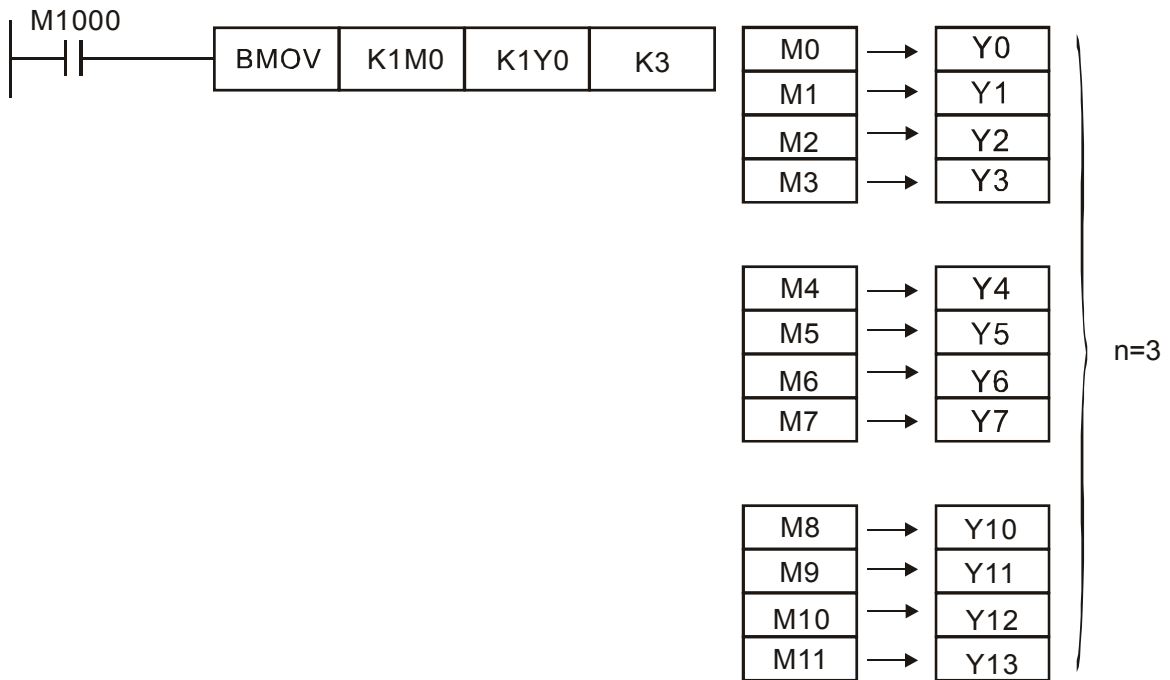 M1000
BMOV K1M0 K1Y0 K3
M0 Y0
M1 Y1
M2 Y2
M3 Y3
M4 Y4
M5 Y5
M6 Y6
M7 Y7
n=3
M8 Y10
M9 Y11
M10 Y12
M11 Y13